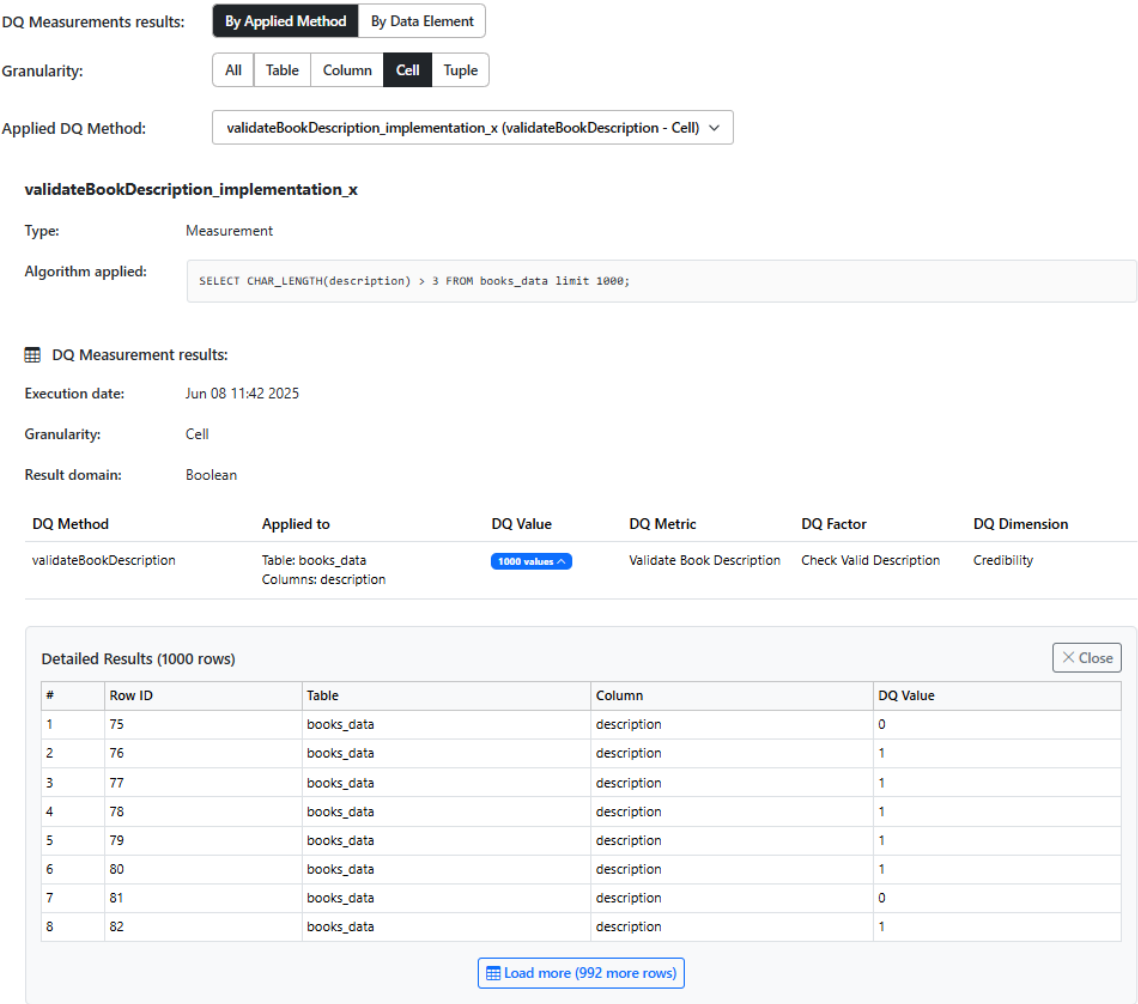 DQ Measurements results: By Applied Method By Data Element
Granularity: All Table Column Cell Tuple
Applied DQ Method: validateBookDescription_implementation_x (validateBookDescription - Cell)
validateBookDescription_implementation_x
Type: Measurement
Algorithm applied: SELECT CHAR_LENGTH(description) > 3 FROM books_data limit 1000;
DQ Measurement results:
Execution date: Jun 08 11:42 2025
Granularity: Cell
Result domain: Boolean
DQ Method Applied to DQ Value DQ Metric DQ Factor DQ Dimension
validateBookDescription Table: books_data 1000 values Validate Book Description Check Valid Description Credibility
Columns: description
Detailed Results (1000 rows) Close
# Row ID Table Column DQ Value
1 75 books_data description 0
2 76 books_data description 1
3 77 books_data description 1
4 78 books_data description 1
5 79 books_data description 1
6 80 books_data description 1
7 81 books_data description 0
8 82 books_data description 1
Load more (992 more rows)